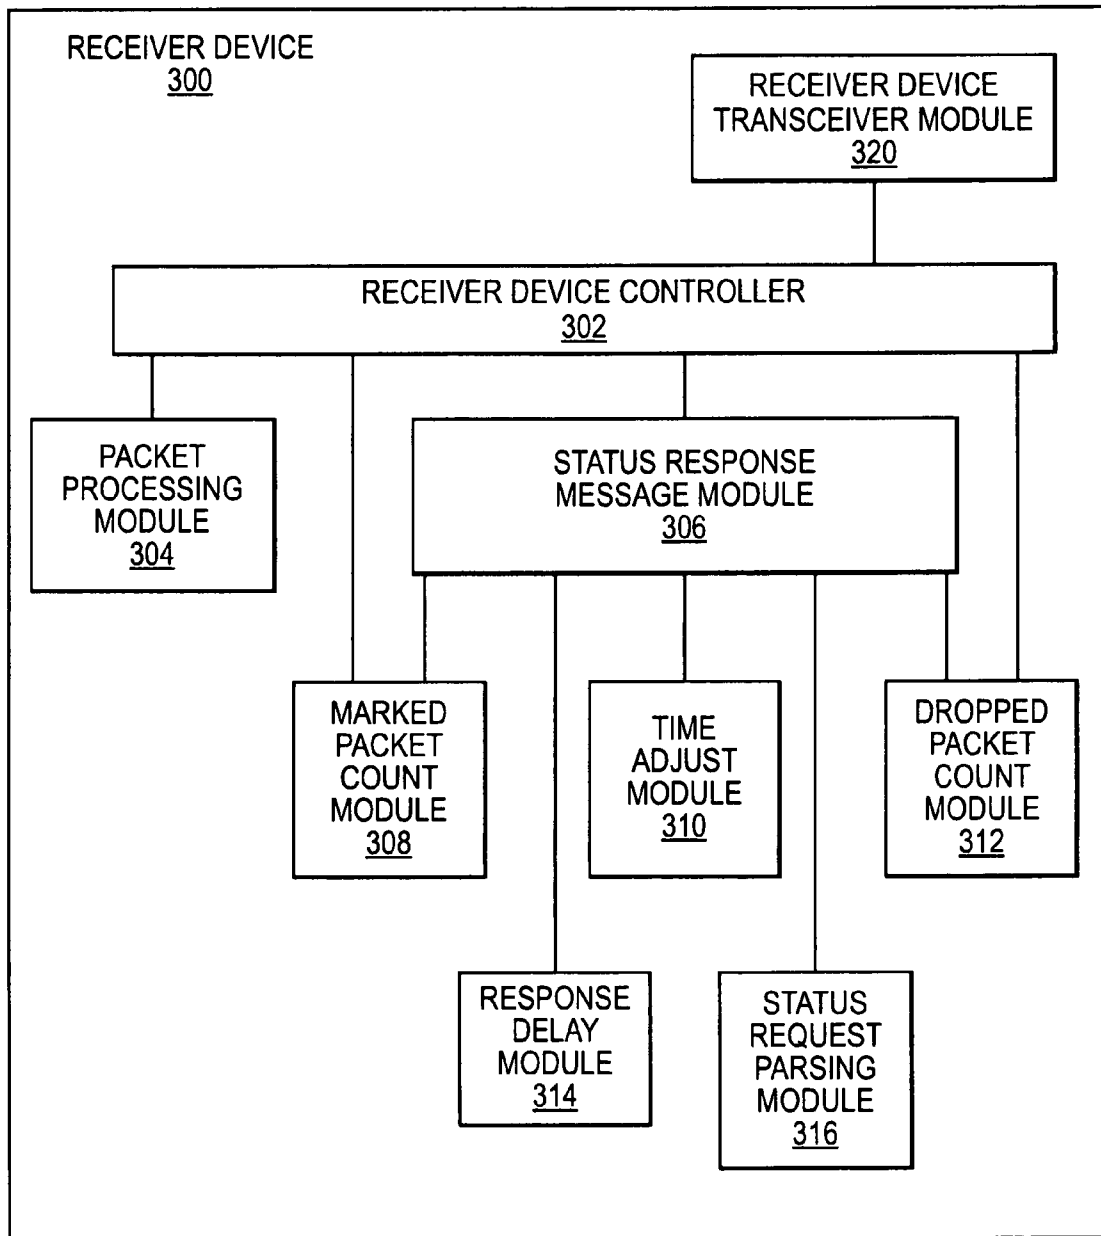 RECEIVER DEVICE
300
RECEIVER DEVICE
TRANSCEIVER MODULE
320
RECEIVER DEVICE CONTROLLER
302
PACKET
PROCESSING
MODULE
304
STATUS RESPONSE
MESSAGE MODULE
306
MARKED
PACKET
COUNT
MODULE
308
TIME
ADJUST
MODULE
310
DROPPED
PACKET
COUNT
MODULE
312
RESPONSE
DELAY
MODULE
314
STATUS
REQUEST
PARSING
MODULE
316